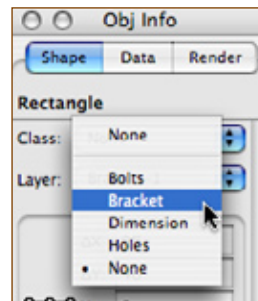 Obj Info
Shape Data Render
Rectangle
Class:
None
Layer:
Bolts
Bracket
Dimension
Holes
• None